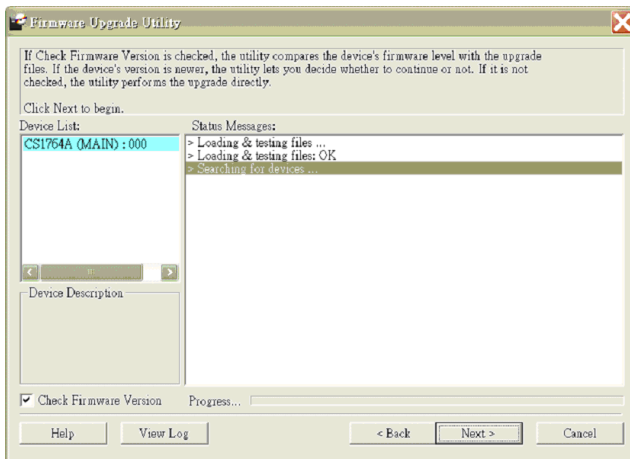 Firmware Upgrade Utility
If Check Firmware Version is checked, the utility compares the device's firmware level with the upgrade
files. If the device's version is newer, the utility lets you decide whether to continue or not. If it is not
checked, the utility performs the upgrade directly.
Click Next to begin.
Device List:
CS1764A (MAIN) : 000
Status Messages:
> Loading & testing files ...
> Loading & testing files: OK
> Searching for devices ...
Device Description
Check Firmware Version
Progress...
Help
View Log
< Back
Next >
Cancel